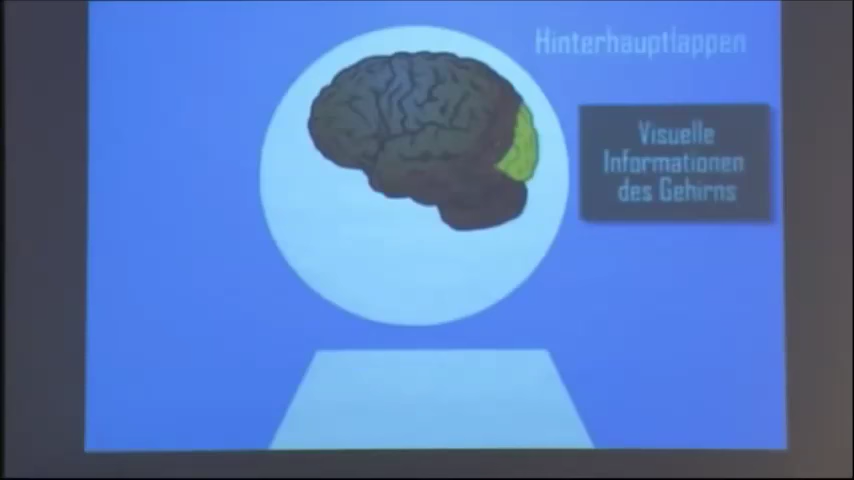 Hinterhauptlappen
Visuelle
Informationen
des Gehirns